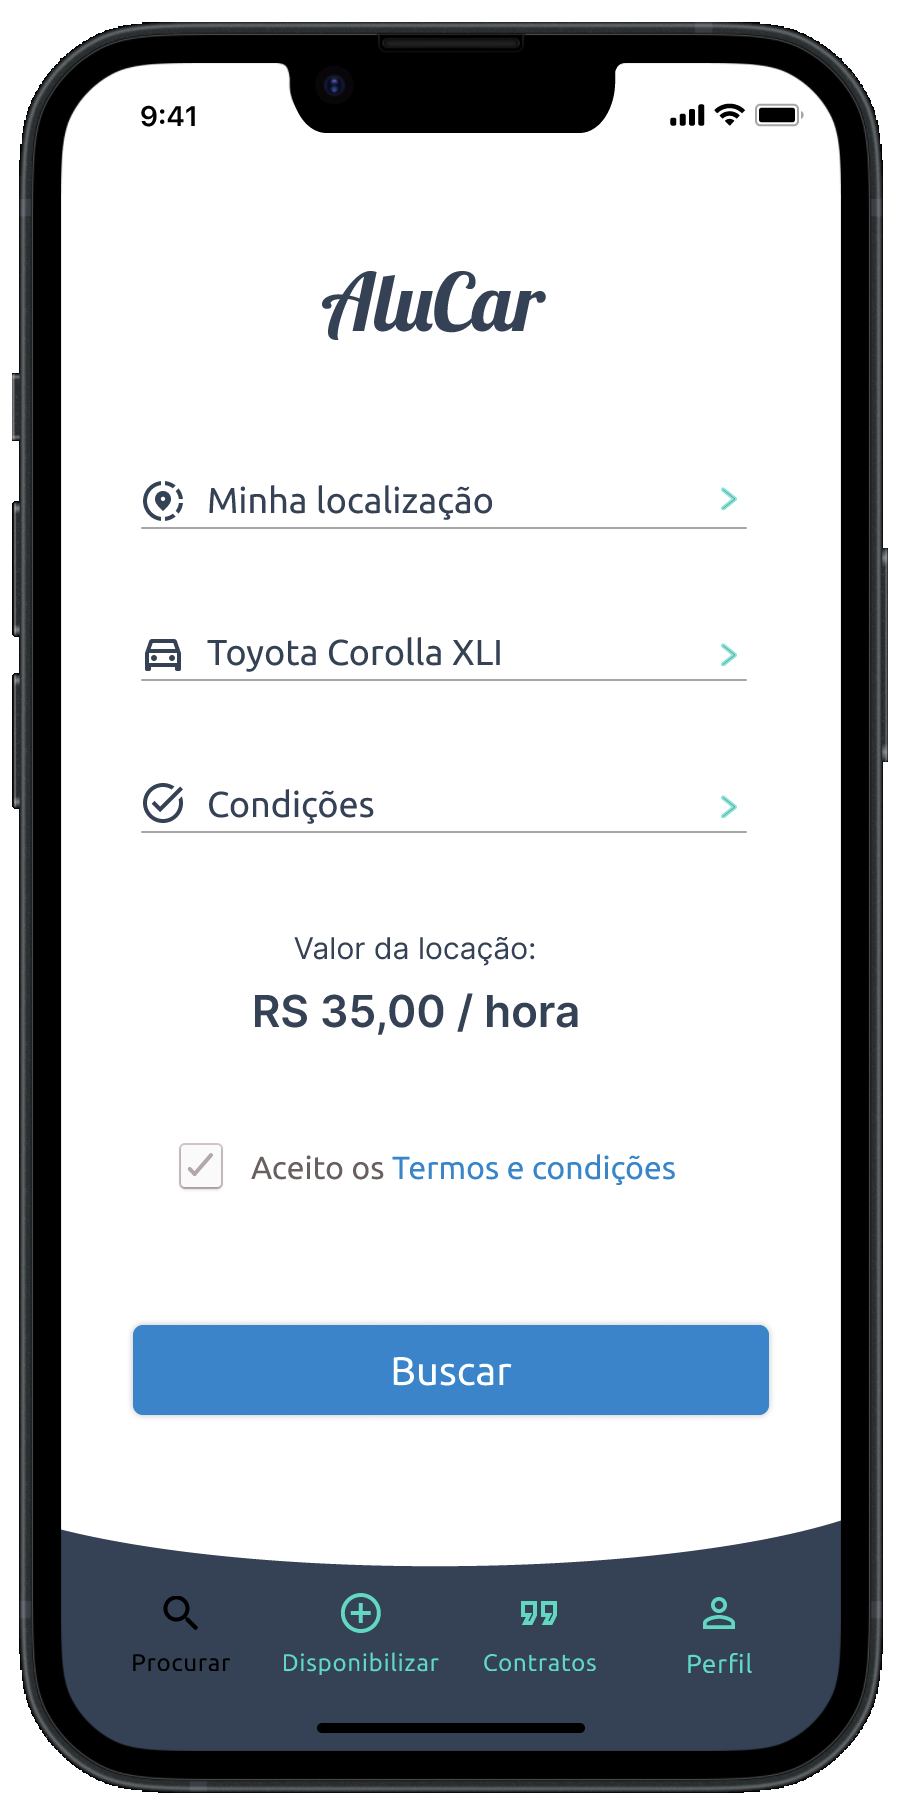 9:41
AluCar
Minha localização
Toyota Corolla XLI
Condições
Valor da locação:
RS 35,00 / hora
Aceito os Termos e condições
Buscar
Procurar Disponibilizar Contratos Perfil